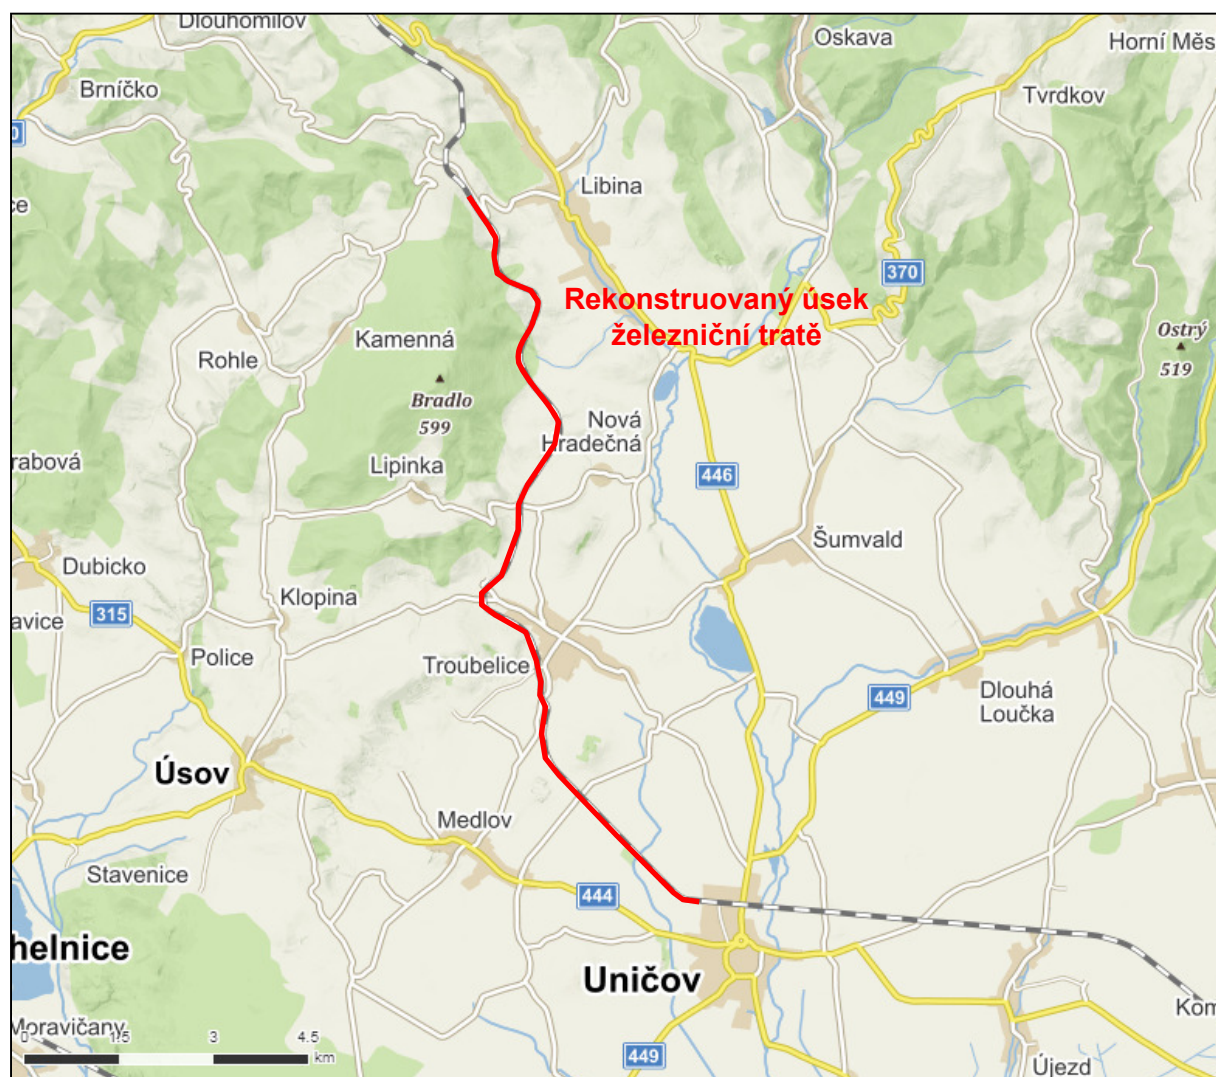 Dlouhomilov
Oskava
Horní Měs
Brníčko
Tvrdkov
0
Libina
ce
370
Rekonstruovaný úsek
železniční tratě
Kamenná
Rohle
Ostrý
519
Bradlo
599
Nová
Hradečná
rabová
Lipinka
446
Šumvald
Dubicko
Klopina
315
avice
Police
Troubelice
449
Dlouhá
Loučka
Úsov
Medlov
Stavenice
444
helnice
Uničov
Kom
Moravičany
0 1.5 3 4.5
km
449
Újezd